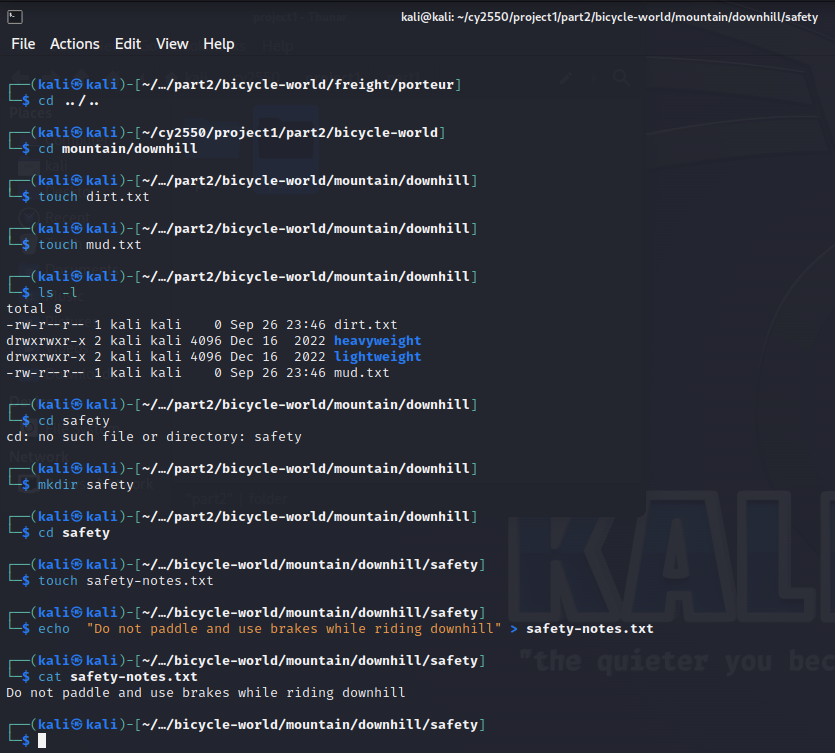 kali@kali: ~/cy2550/project1/part2/bicycle-world/mountain/downhill/safety
File Actions Edit View Help
┌──(kali㉿kali)-[~/…/part2/bicycle-world/freight/porteur]
└─$ cd ../..
┌──(kali㉿kali)-[~/cy2550/project1/part2/bicycle-world]
└─$ cd mountain/downhill
┌──(kali㉿kali)-[~/…/part2/bicycle-world/mountain/downhill]
└─$ touch dirt.txt
┌──(kali㉿kali)-[~/…/part2/bicycle-world/mountain/downhill]
└─$ touch mud.txt
┌──(kali㉿kali)-[~/…/part2/bicycle-world/mountain/downhill]
└─$ ls -l
total 8
-rw-r--r-- 1 kali kali    0 Sep 26 23:46 dirt.txt
drwxrwxr-x 2 kali kali 4096 Dec 16  2022 heavyweight
drwxrwxr-x 2 kali kali 4096 Dec 16  2022 lightweight
-rw-r--r-- 1 kali kali    0 Sep 26 23:46 mud.txt
┌──(kali㉿kali)-[~/…/part2/bicycle-world/mountain/downhill]
└─$ cd safety
cd: no such file or directory: safety
┌──(kali㉿kali)-[~/…/part2/bicycle-world/mountain/downhill]
└─$ mkdir safety
┌──(kali㉿kali)-[~/…/part2/bicycle-world/mountain/downhill]
└─$ cd safety
┌──(kali㉿kali)-[~/…/bicycle-world/mountain/downhill/safety]
└─$ touch safety-notes.txt
┌──(kali㉿kali)-[~/…/bicycle-world/mountain/downhill/safety]
└─$ echo  "Do not paddle and use brakes while riding downhill" > safety-notes.txt
┌──(kali㉿kali)-[~/…/bicycle-world/mountain/downhill/safety]
└─$ cat safety-notes.txt
Do not paddle and use brakes while riding downhill
┌──(kali㉿kali)-[~/…/bicycle-world/mountain/downhill/safety]
└─$
KALI
"the quieter you bec